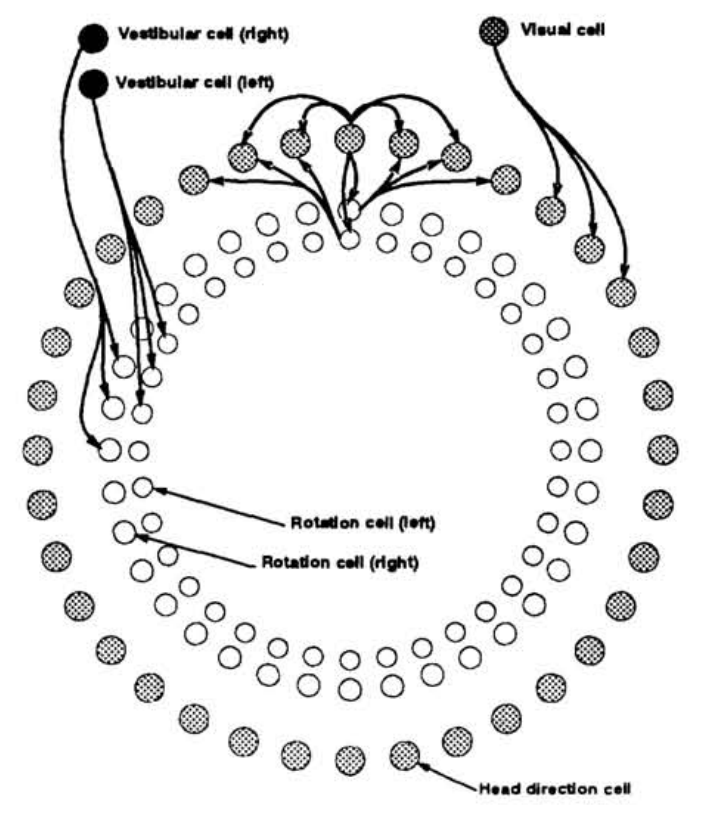 Vestibular cell (right)
Visual cell
Vestibular cell (left)
Rotation cell (left)
Rotation cell (right)
Head direction cell